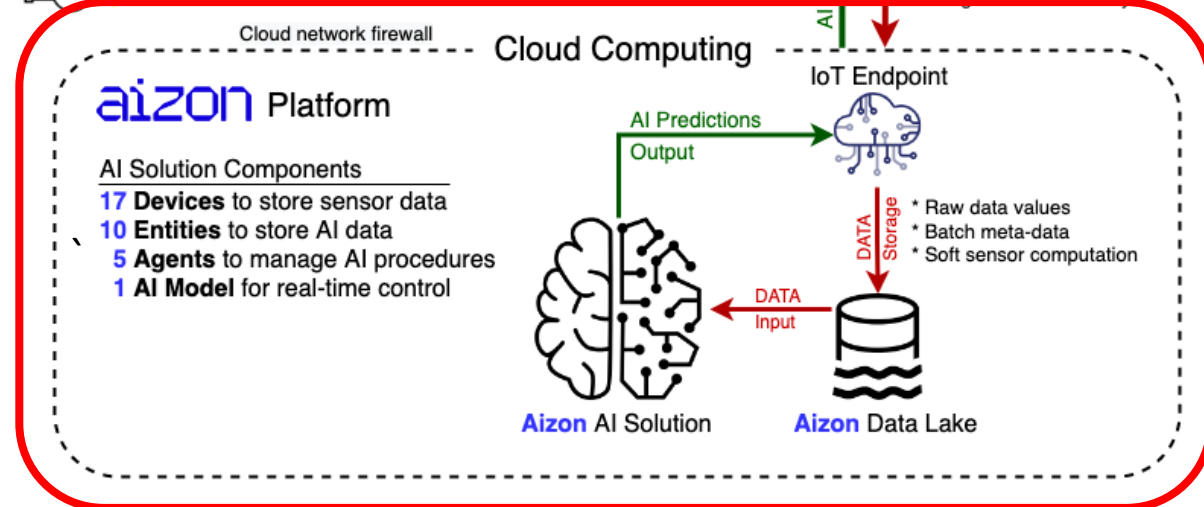 Cloud network firewall
Cloud Computing
AI
IoT Endpoint
aizon Platform
AI Predictions
Output
AI Solution Components
17 Devices to store sensor data
10 Entities to store AI data
5 Agents to manage AI procedures
1 AI Model for real-time control
DATA
Storage
* Raw data values
* Batch meta-data
* Soft sensor computation
DATA
Input
Aizon AI Solution
Aizon Data Lake